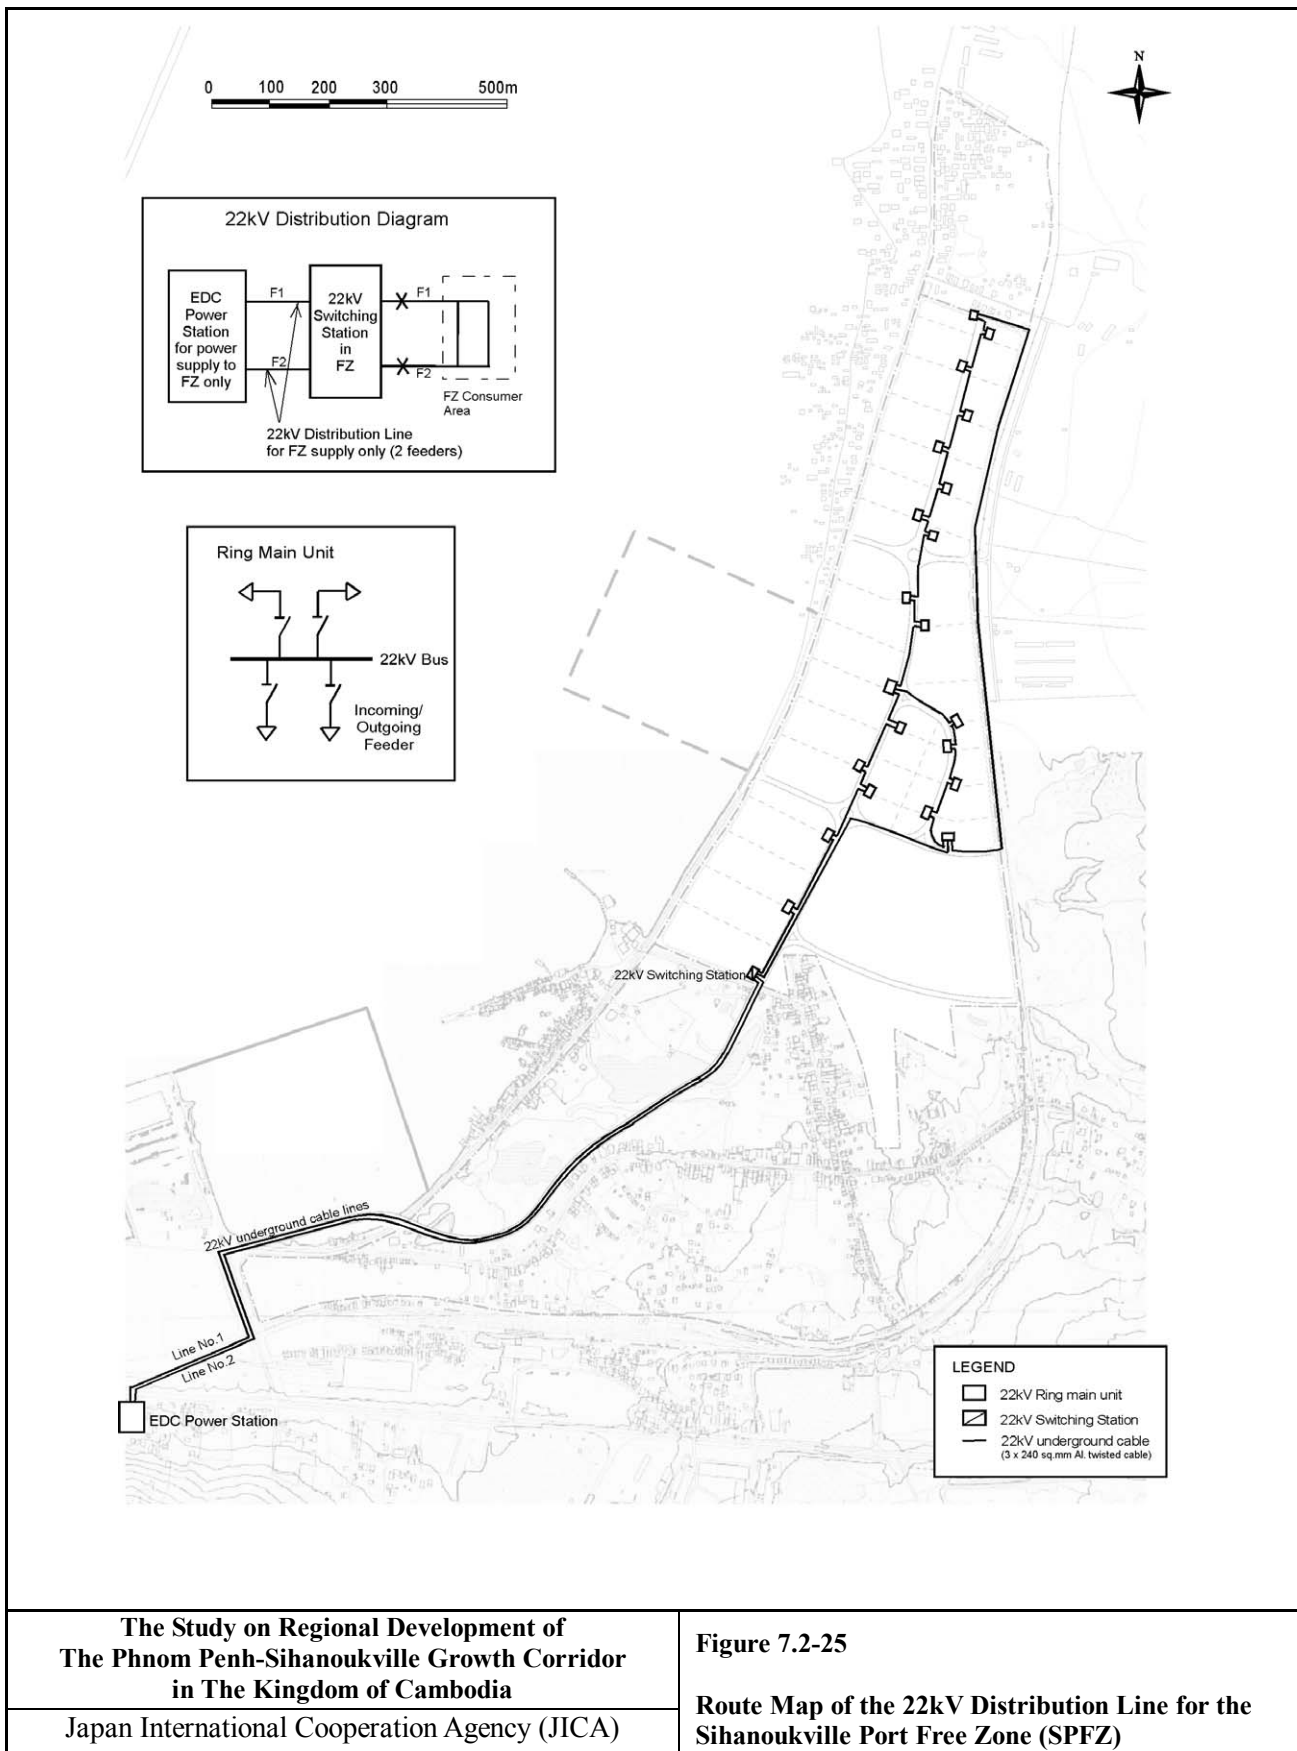 0 100 200 300 500m
N
22kV Distribution Diagram
EDC
Power
Station
for power
supply to
FZ only
F1
F2
22kV
Switching
Station
in
FZ
F1
F2
FZ Consumer
Area
22kV Distribution Line
for FZ supply only (2 feeders)
Ring Main Unit
22kV Bus
Incoming/
Outgoing
Feeder
22kV Switching Station
22kV underground cable lines
Line No.1
Line No.2
EDC Power Station
LEGEND
22kV Ring main unit
22kV Switching Station
22kV underground cable
(3 x 240 sq.mm Al. twisted cable)
The Study on Regional Development of
The Phnom Penh-Sihanoukville Growth Corridor
in The Kingdom of Cambodia
Japan International Cooperation Agency (JICA)
Figure 7.2-25
Route Map of the 22kV Distribution Line for the
Sihanoukville Port Free Zone (SPFZ)